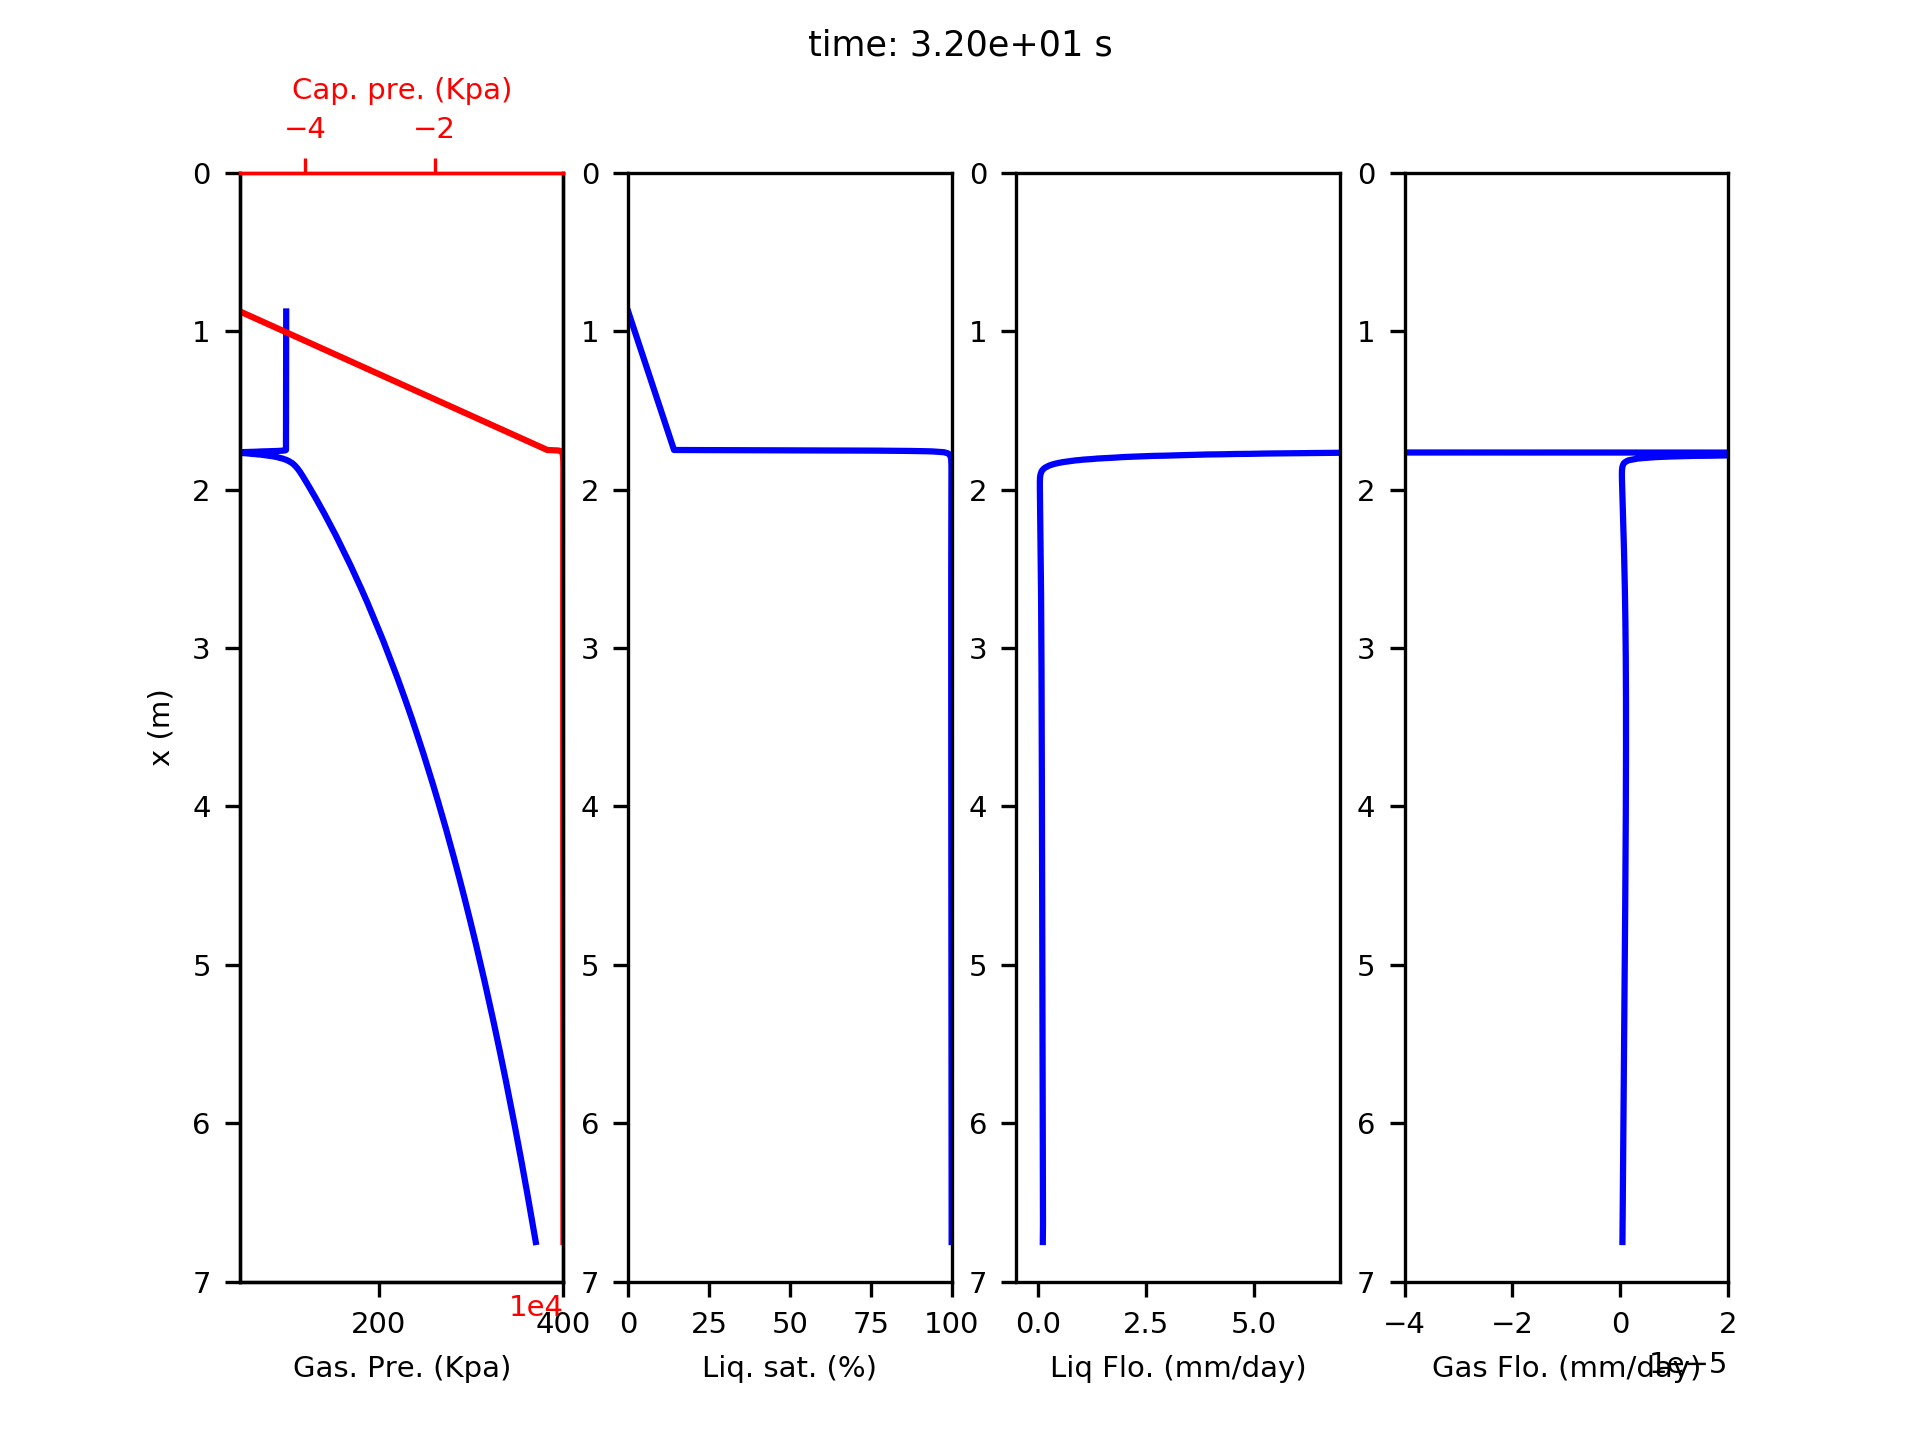 time: 3.20e+01 s
Cap. pre. (Kpa)
−4 −2
0 0 0 0
1 1 1 1
2 2 2 2
3 3 3 3
x (m)
4 4 4 4
5 5 5 5
6 6 6 6
7 7 7 7
1e4
200 400 0 25 50 75 100 0.0 2.5 5.0 −4 −2 0 2
Gas. Pre. (Kpa) Liq. sat. (%) Liq Flo. (mm/day) Gas Flo. (mm/day) 1e−5